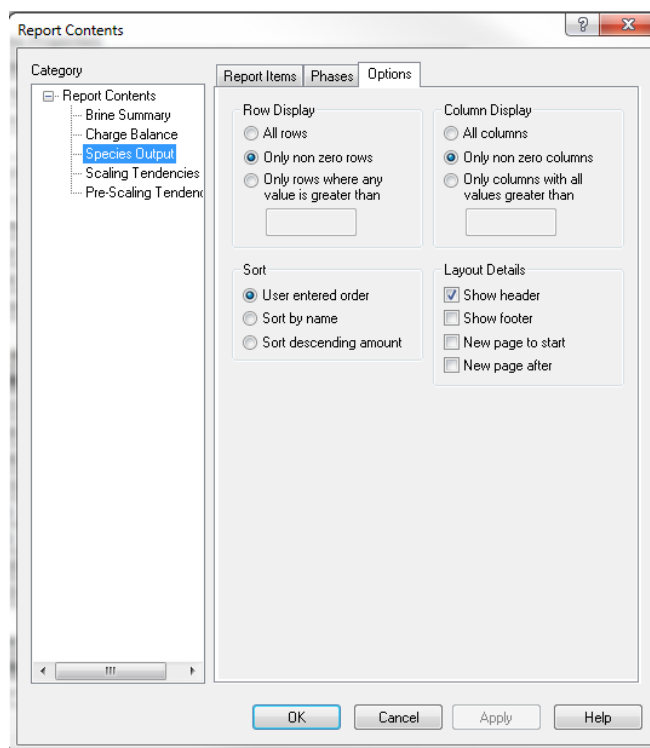 Report Contents
Category
Report Contents
Brine Summary
Charge Balance
Species Output
Scaling Tendencies
Pre-Scaling Tendenc
Report Items
Phases
Options
Row Display
All rows
Only non zero rows
Only rows where any
value is greater than
Column Display
All columns
Only non zero columns
Only columns with all
values greater than
Sort
User entered order
Sort by name
Sort descending amount
Layout Details
Show header
Show footer
New page to start
New page after
OK
Cancel
Apply
Help